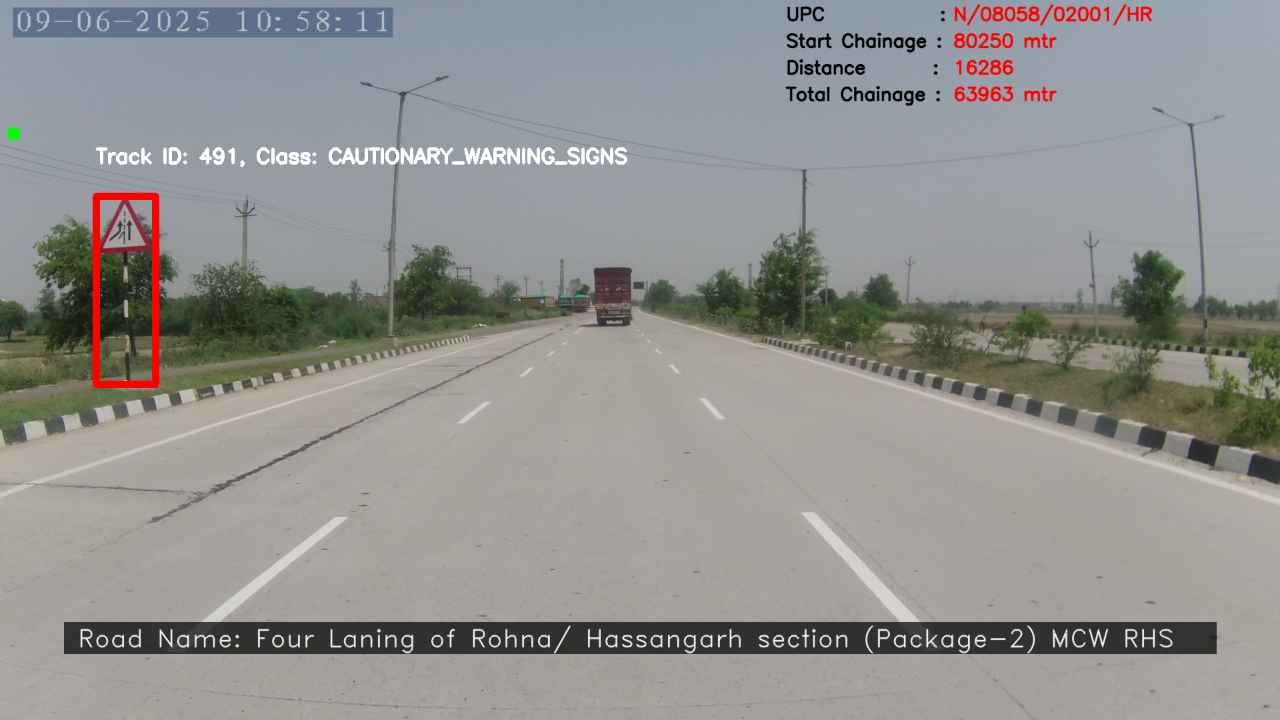 09-06-2025 10:58:11
UPC : N/08058/02001/HR
Start Chainage : 80250 mtr
Distance : 16286
Total Chainage : 63963 mtr
Track ID: 491, Class: CAUTIONARY_WARNING_SIGNS
Road Name: Four Laning of Rohna/ Hassangarh section (Package-2) MCW RHS